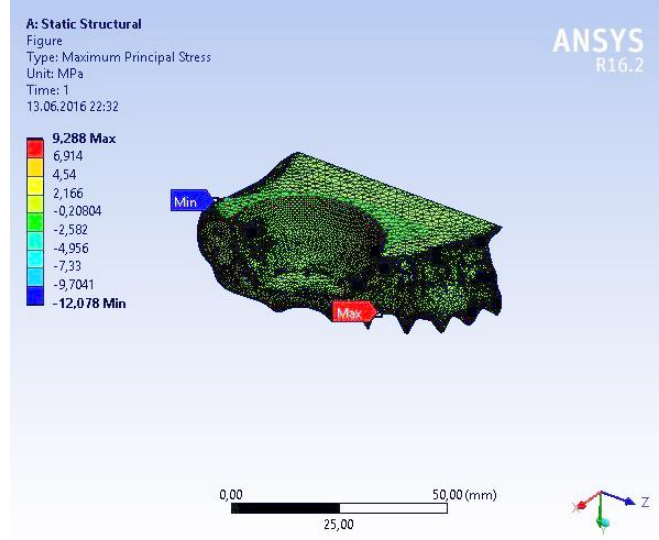 A: Static Structural
Figure
Type: Maximum Principal Stress
Unit: MPa
Time: 1
13.06.2016 22:32
ANSYS
R16.2
9,288 Max
6,914
4,54
2,166
-0,20804
-2,582
-4,956
-7,33
-9,7041
-12,078 Min
Min
Max
0,00
50,00 (mm)
25,00
X
Y
Z